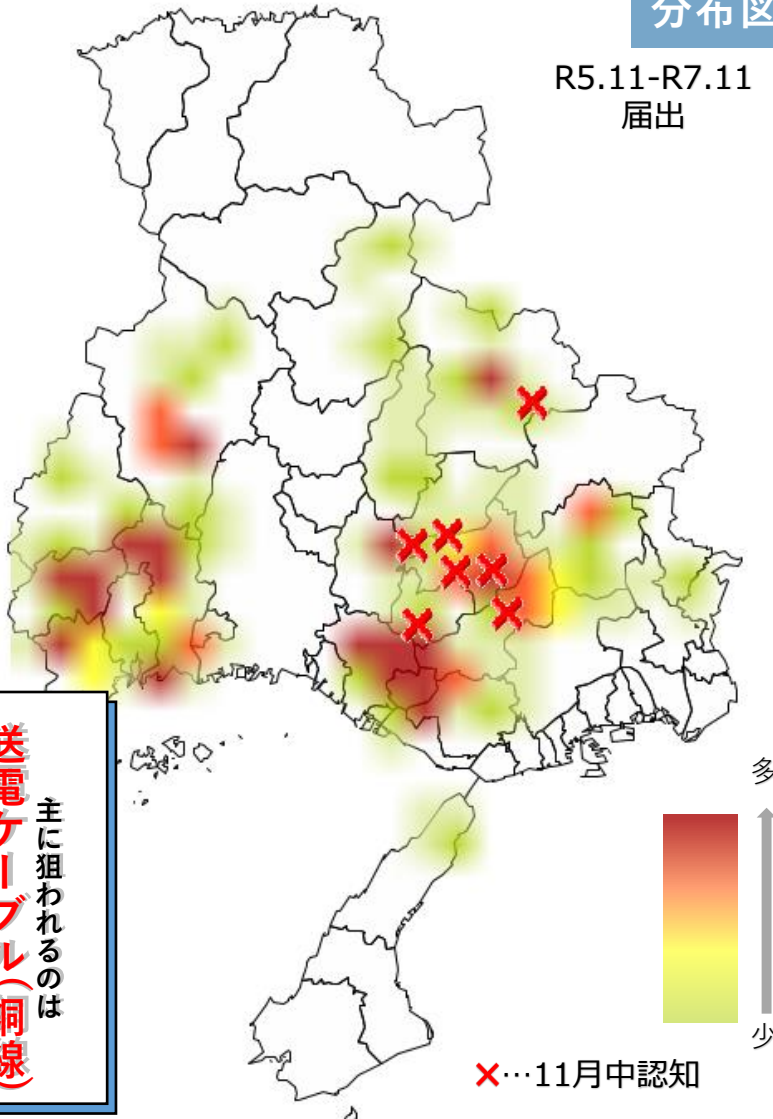 分布図
R5.11-R7.11
届出
主に狙われるのは
送電ケーブル(銅線)
多
少
×…11月中認知